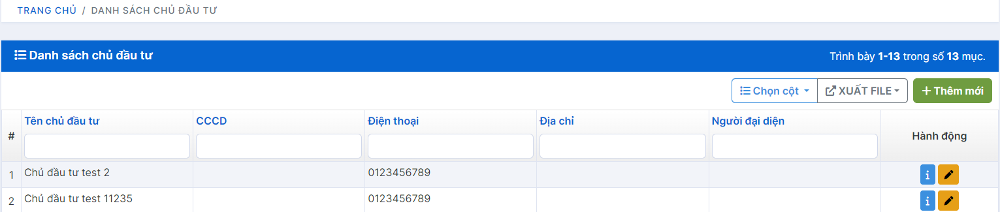 TRANG CHỦ / DANH SÁCH CHỦ ĐẦU TƯ
Danh sách chủ đầu tư
Trình bày 1-13 trong số 13 mục.
Chọn cột XUẤT FILE Thêm mới
# Tên chủ đầu tư CCCD Điện thoại Địa chỉ Người đại diện Hành động
1 Chủ đầu tư test 2 0123456789
2 Chủ đầu tư test 11235 0123456789